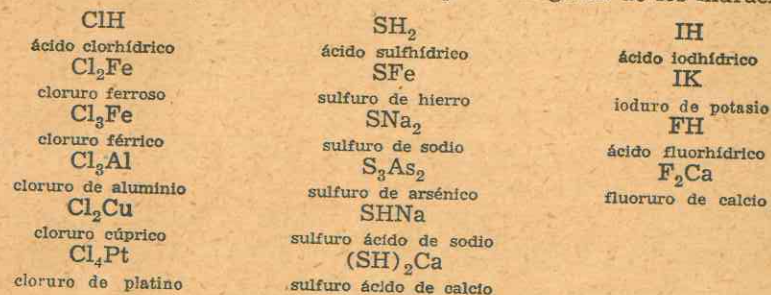 ClH
ácido clorhídrico
Cl₂Fe
cloruro ferroso
Cl₃Fe
cloruro férrico
Cl₃Al
cloruro de aluminio
Cl₂Cu
cloruro cúprico
Cl₄Pt
cloruro de platino
SH₂
ácido sulfhídrico
SFe
sulfuro de hierro
SNa₂
sulfuro de sodio
S₃As₂
sulfuro de arsénico
SHNa
sulfuro ácido de sodio
(SH)₂Ca
sulfuro ácido de calcio
IH
ácido iodhídrico
IK
ioduro de potasio
FH
ácido fluorhídrico
F₂Ca
fluoruro de calcio